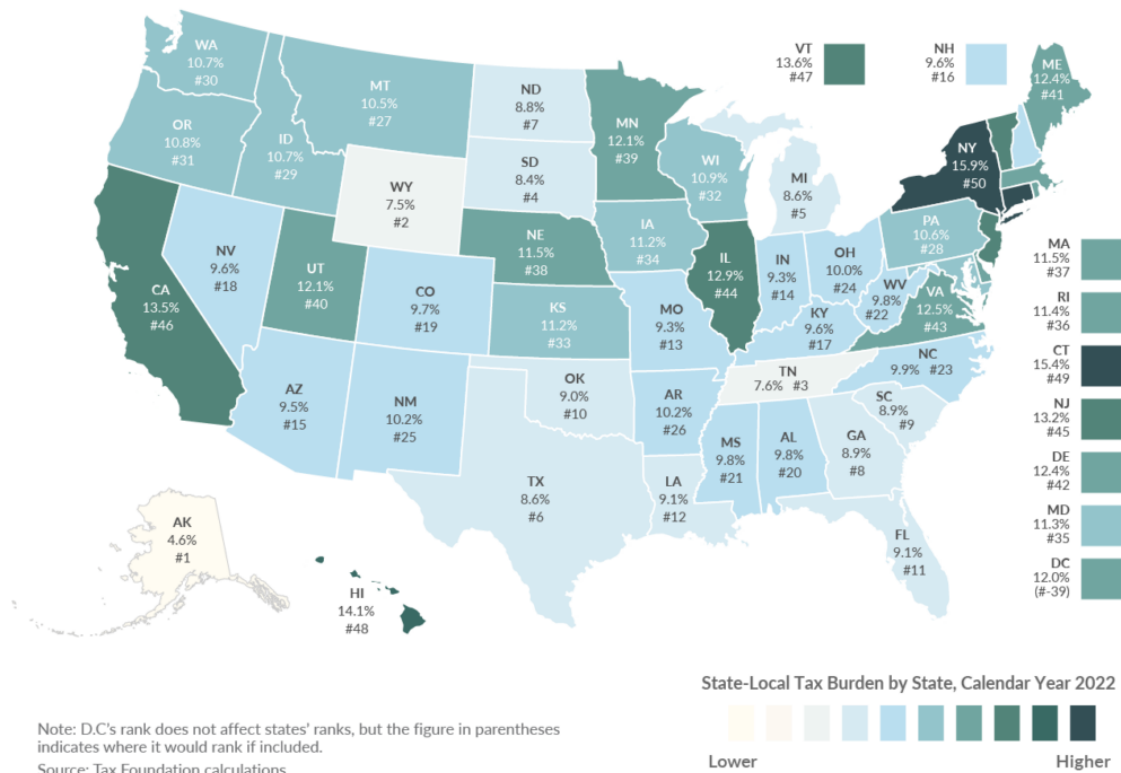 WA
10.7%
#30
OR
10.8%
#31
CA
13.5%
#46
ID
10.7%
#29
NV
9.6%
#18
MT
10.5%
#27
WY
7.5%
#2
UT
12.1%
#40
AZ
9.5%
#15
CO
9.7%
#19
NM
10.2%
#25
ND
8.8%
#7
SD
8.4%
#4
NE
11.5%
#38
KS
11.2%
#33
OK
9.0%
#10
TX
8.6%
#6
MN
12.1%
#39
IA
11.2%
#34
MO
9.3%
#13
AR
10.2%
#26
LA
9.1%
#12
WI
10.9%
#32
IL
12.9%
#44
MI
8.6%
#5
IN
9.3%
#14
OH
10.0%
#24
KY
9.6%
#17
TN
7.6% #3
MS
9.8%
#21
AL
9.8%
#20
GA
8.9%
#8
FL
9.1%
#11
SC
8.9%
#9
NC
9.9% #23
VA
12.5%
#43
WV
9.8%
#22
PA
10.6%
#28
NY
15.9%
#50
ME
12.4%
#41
VT
13.6%
#47
NH
9.6%
#16
MA
11.5%
#37
RI
11.4%
#36
CT
15.4%
#49
NJ
13.2%
#45
DE
12.4%
#42
MD
11.3%
#35
DC
12.0%
(#-39)
AK
4.6%
#1
HI
14.1%
#48
State-Local Tax Burden by State, Calendar Year 2022
Lower Higher
Note: D.C's rank does not affect states' ranks, but the figure in parentheses
indicates where it would rank if included.
Source: Tax Foundation calculations